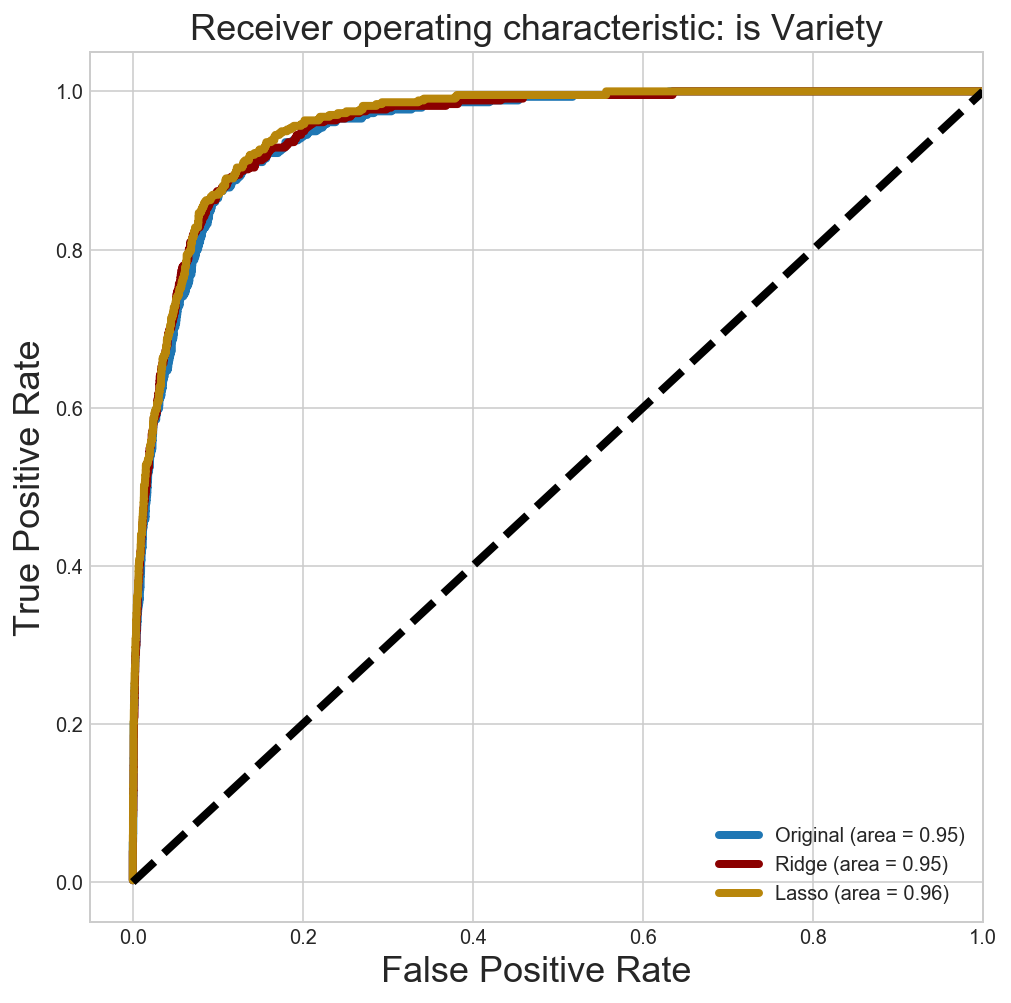 Receiver operating characteristic: is Variety
1.0
0.8
0.6
0.4
0.2
0.0
True Positive Rate
Original (area = 0.95)
Ridge (area = 0.95)
Lasso (area = 0.96)
0.0 0.2 0.4 0.6 0.8 1.0
False Positive Rate